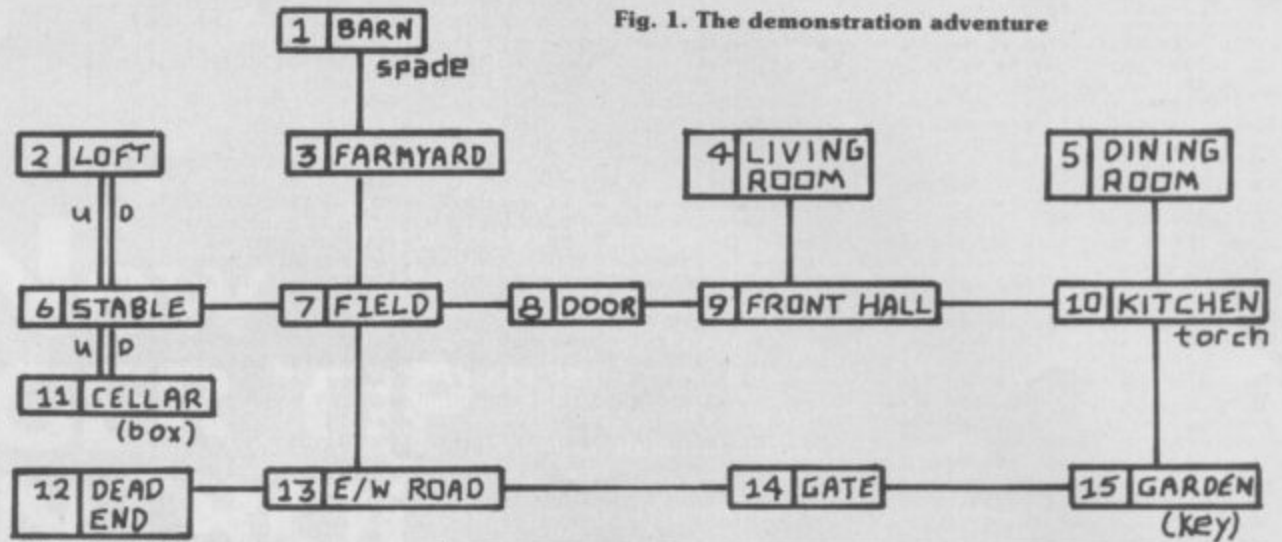 Fig. 1. The demonstration adventure
1 BARN
spade
2 LOFT
3 FARMYARD
4 LIVING
ROOM
5 DINING
ROOM
U D
6 STABLE
7 FIELD
8 DOOR
9 FRONT HALL
10 KITCHEN
torch
U D
11 CELLAR
(box)
12 DEAD
END
13 E/W ROAD
14 GATE
15 GARDEN
(key)